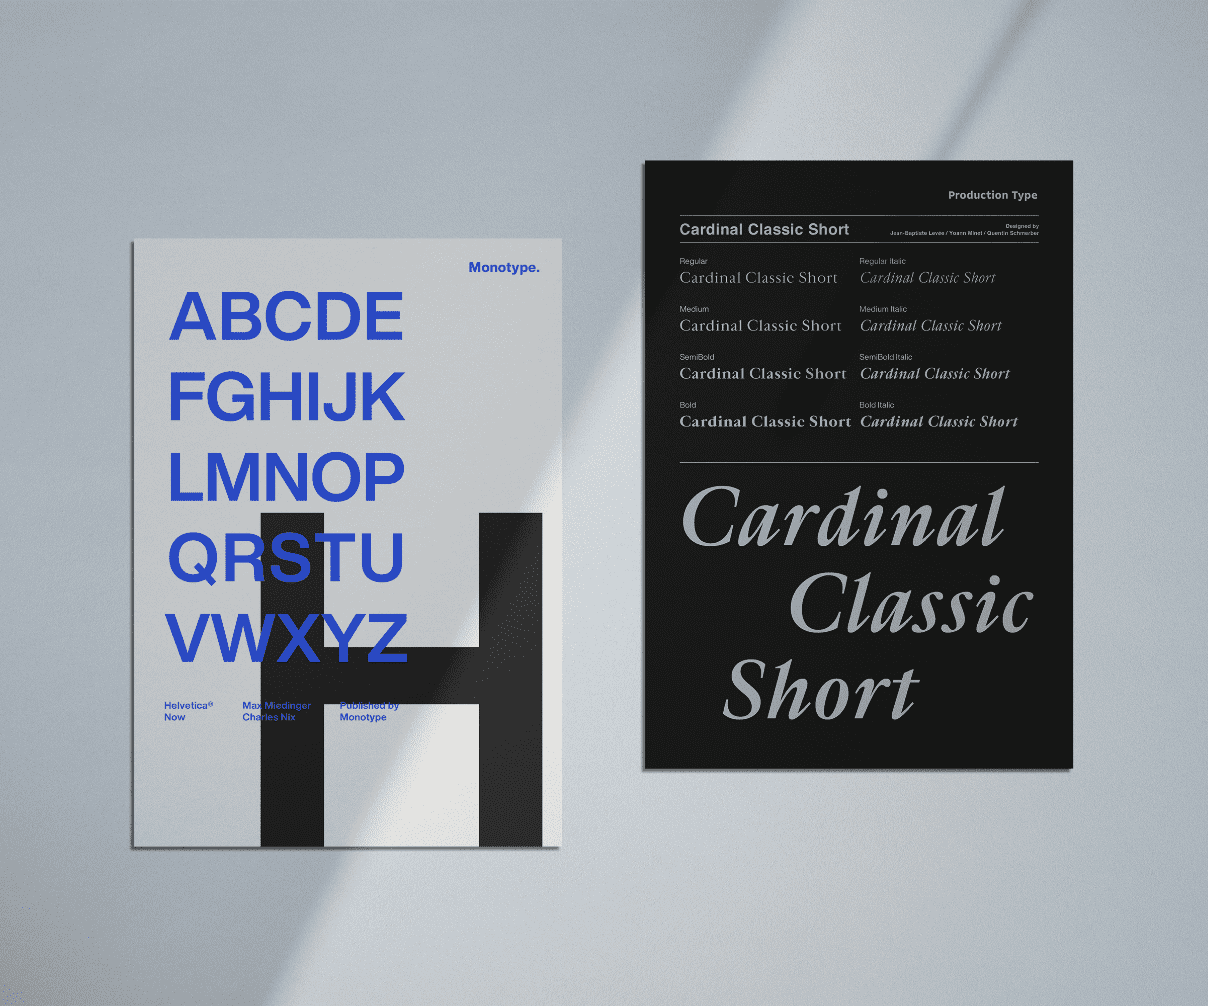 Monotype.
ABCDE
FGHIJK
LMNOP
QRSTU
VWXYZ
Helvetica®
Now
Max Miedinger
Charles Nix
Published by
Monotype
H
Production Type
Cardinal Classic Short
Designed by
Jean-Baptiste Levée / Yoann Minet / Quentin Schmerber
Regular
Cardinal Classic Short
Regular Italic
Cardinal Classic Short
Medium
Cardinal Classic Short
Medium Italic
Cardinal Classic Short
SemiBold
Cardinal Classic Short
SemiBold Italic
Cardinal Classic Short
Bold
Cardinal Classic Short
Bold Italic
Cardinal Classic Short
Cardinal
Classic
Short